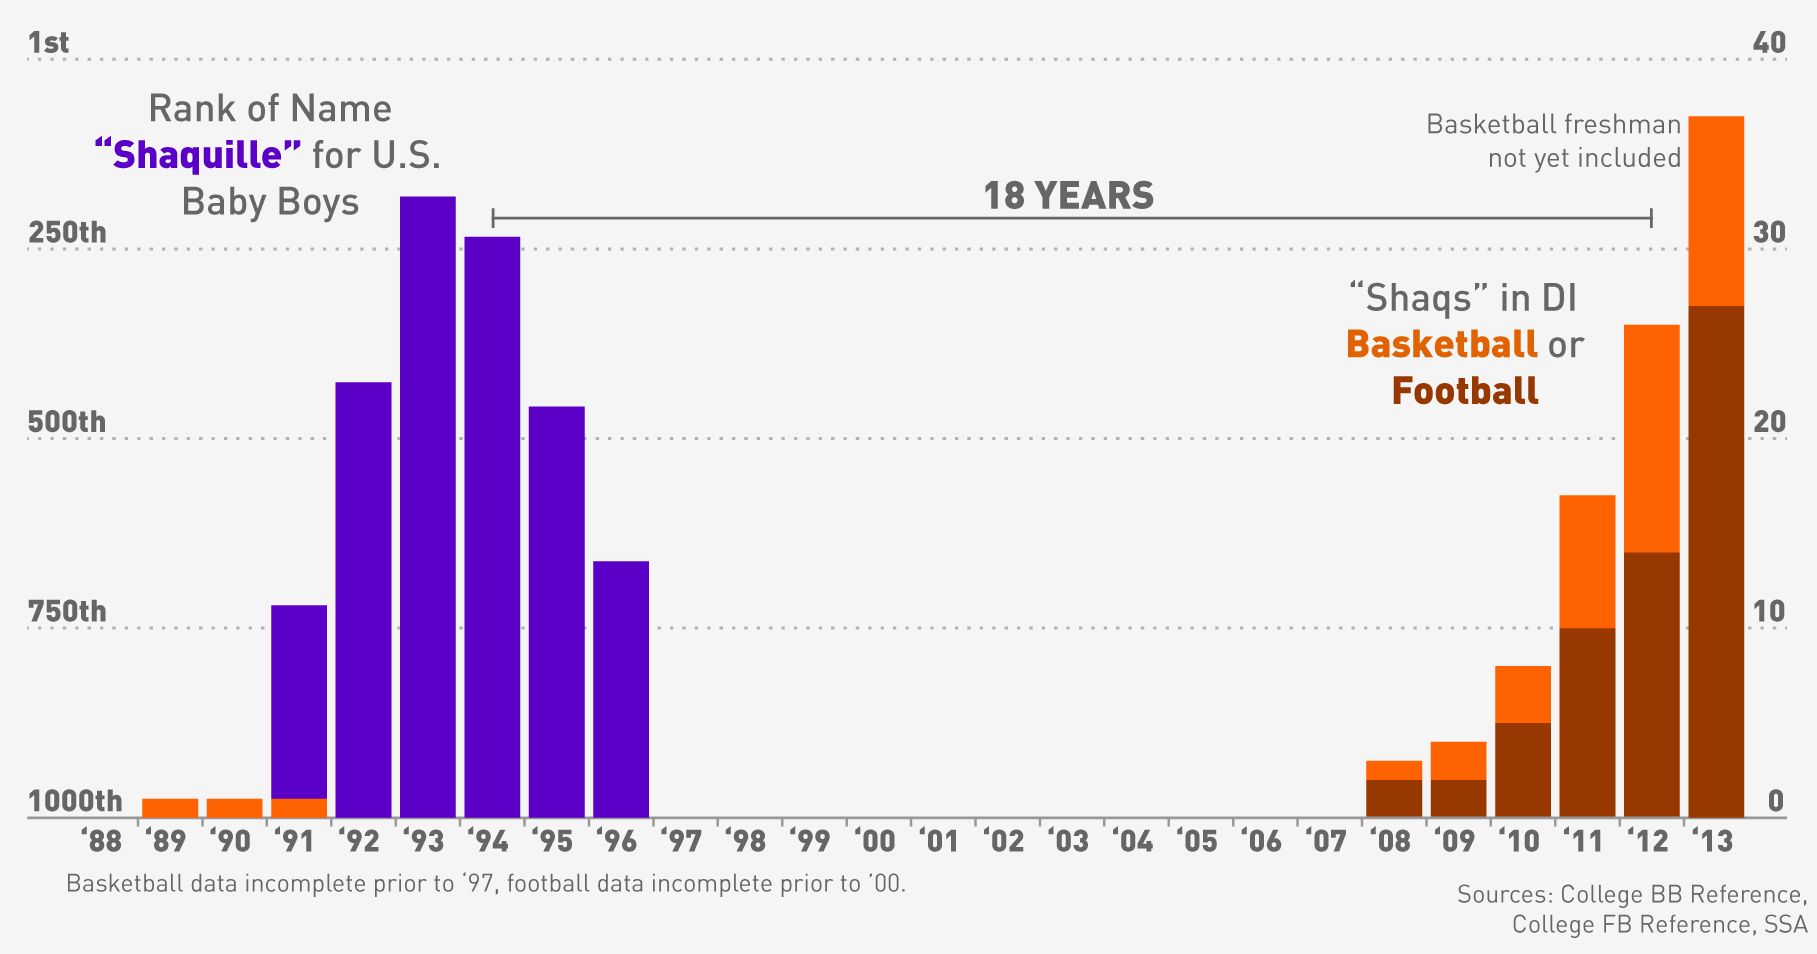 1st
40
Rank of Name
“Shaquille” for U.S.
Baby Boys
Basketball freshman
not yet included
18 YEARS
250th
30
“Shaqs” in DI
Basketball or
Football
500th
20
750th
10
1000th
0
‘88 ‘89 ‘90 ‘91 ‘92 ‘93 ‘94 ‘95 ‘96 ‘97 ‘98 ‘99 ‘00 ‘01 ‘02 ‘03 ‘04 ‘05 ‘06 ‘07 ‘08 ‘09 ‘10 ‘11 ‘12 ‘13
Basketball data incomplete prior to ‘97, football data incomplete prior to ’00.
Sources: College BB Reference,
College FB Reference, SSA